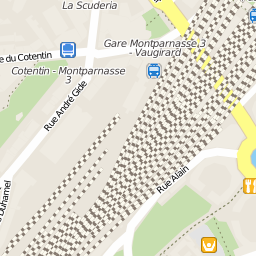 La Scuderia
Gare Montparnasse 3
- Vaugirard
e du Cotentin
Cotentin - Montparnasse
3
Rue André Gide
Rue Alain
Duhamel